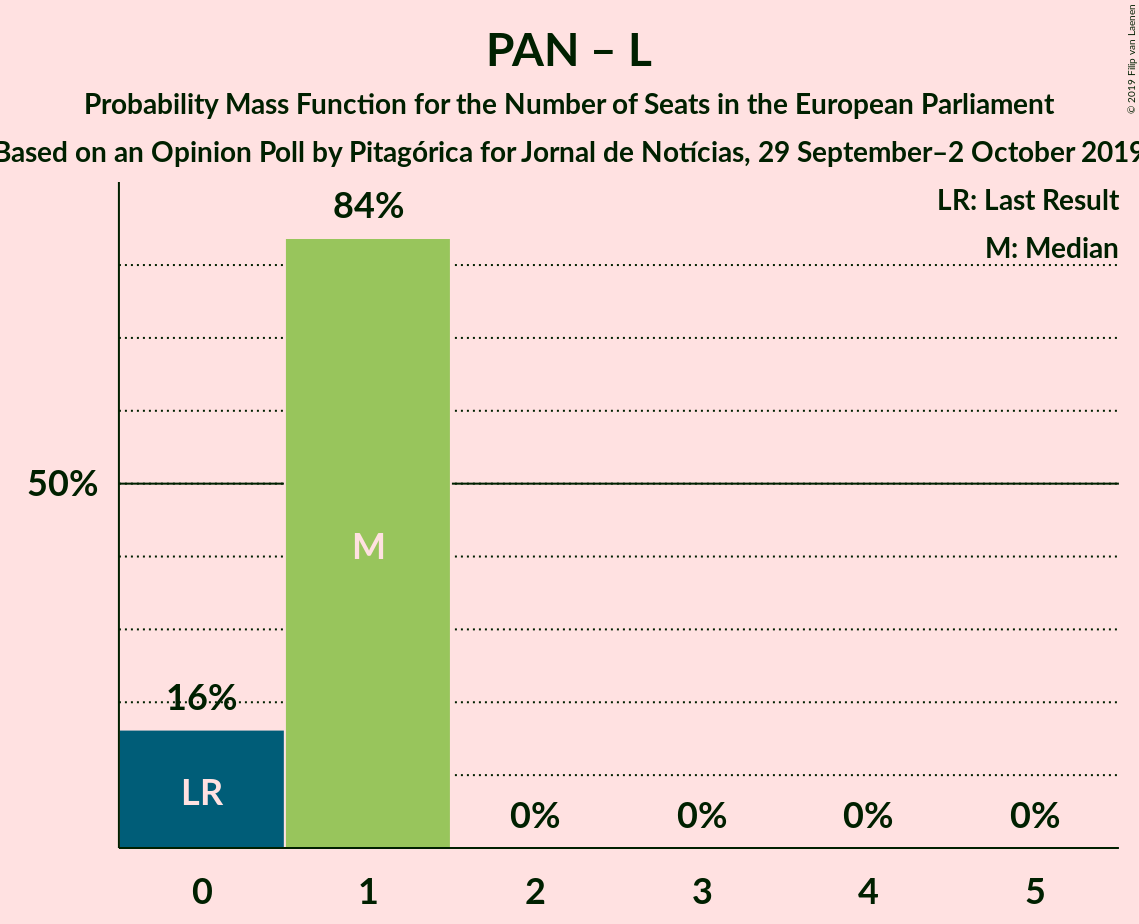 PAN – L
Probability Mass Function for the Number of Seats in the European Parliament
Based on an Opinion Poll by Pitagórica for Jornal de Notícias, 29 September–2 October 2019
© 2019 Filip van Laenen
LR: Last Result
M: Median
84%
50%
M
16%
LR
0%
0%
0%
0%
0
1
2
3
4
5